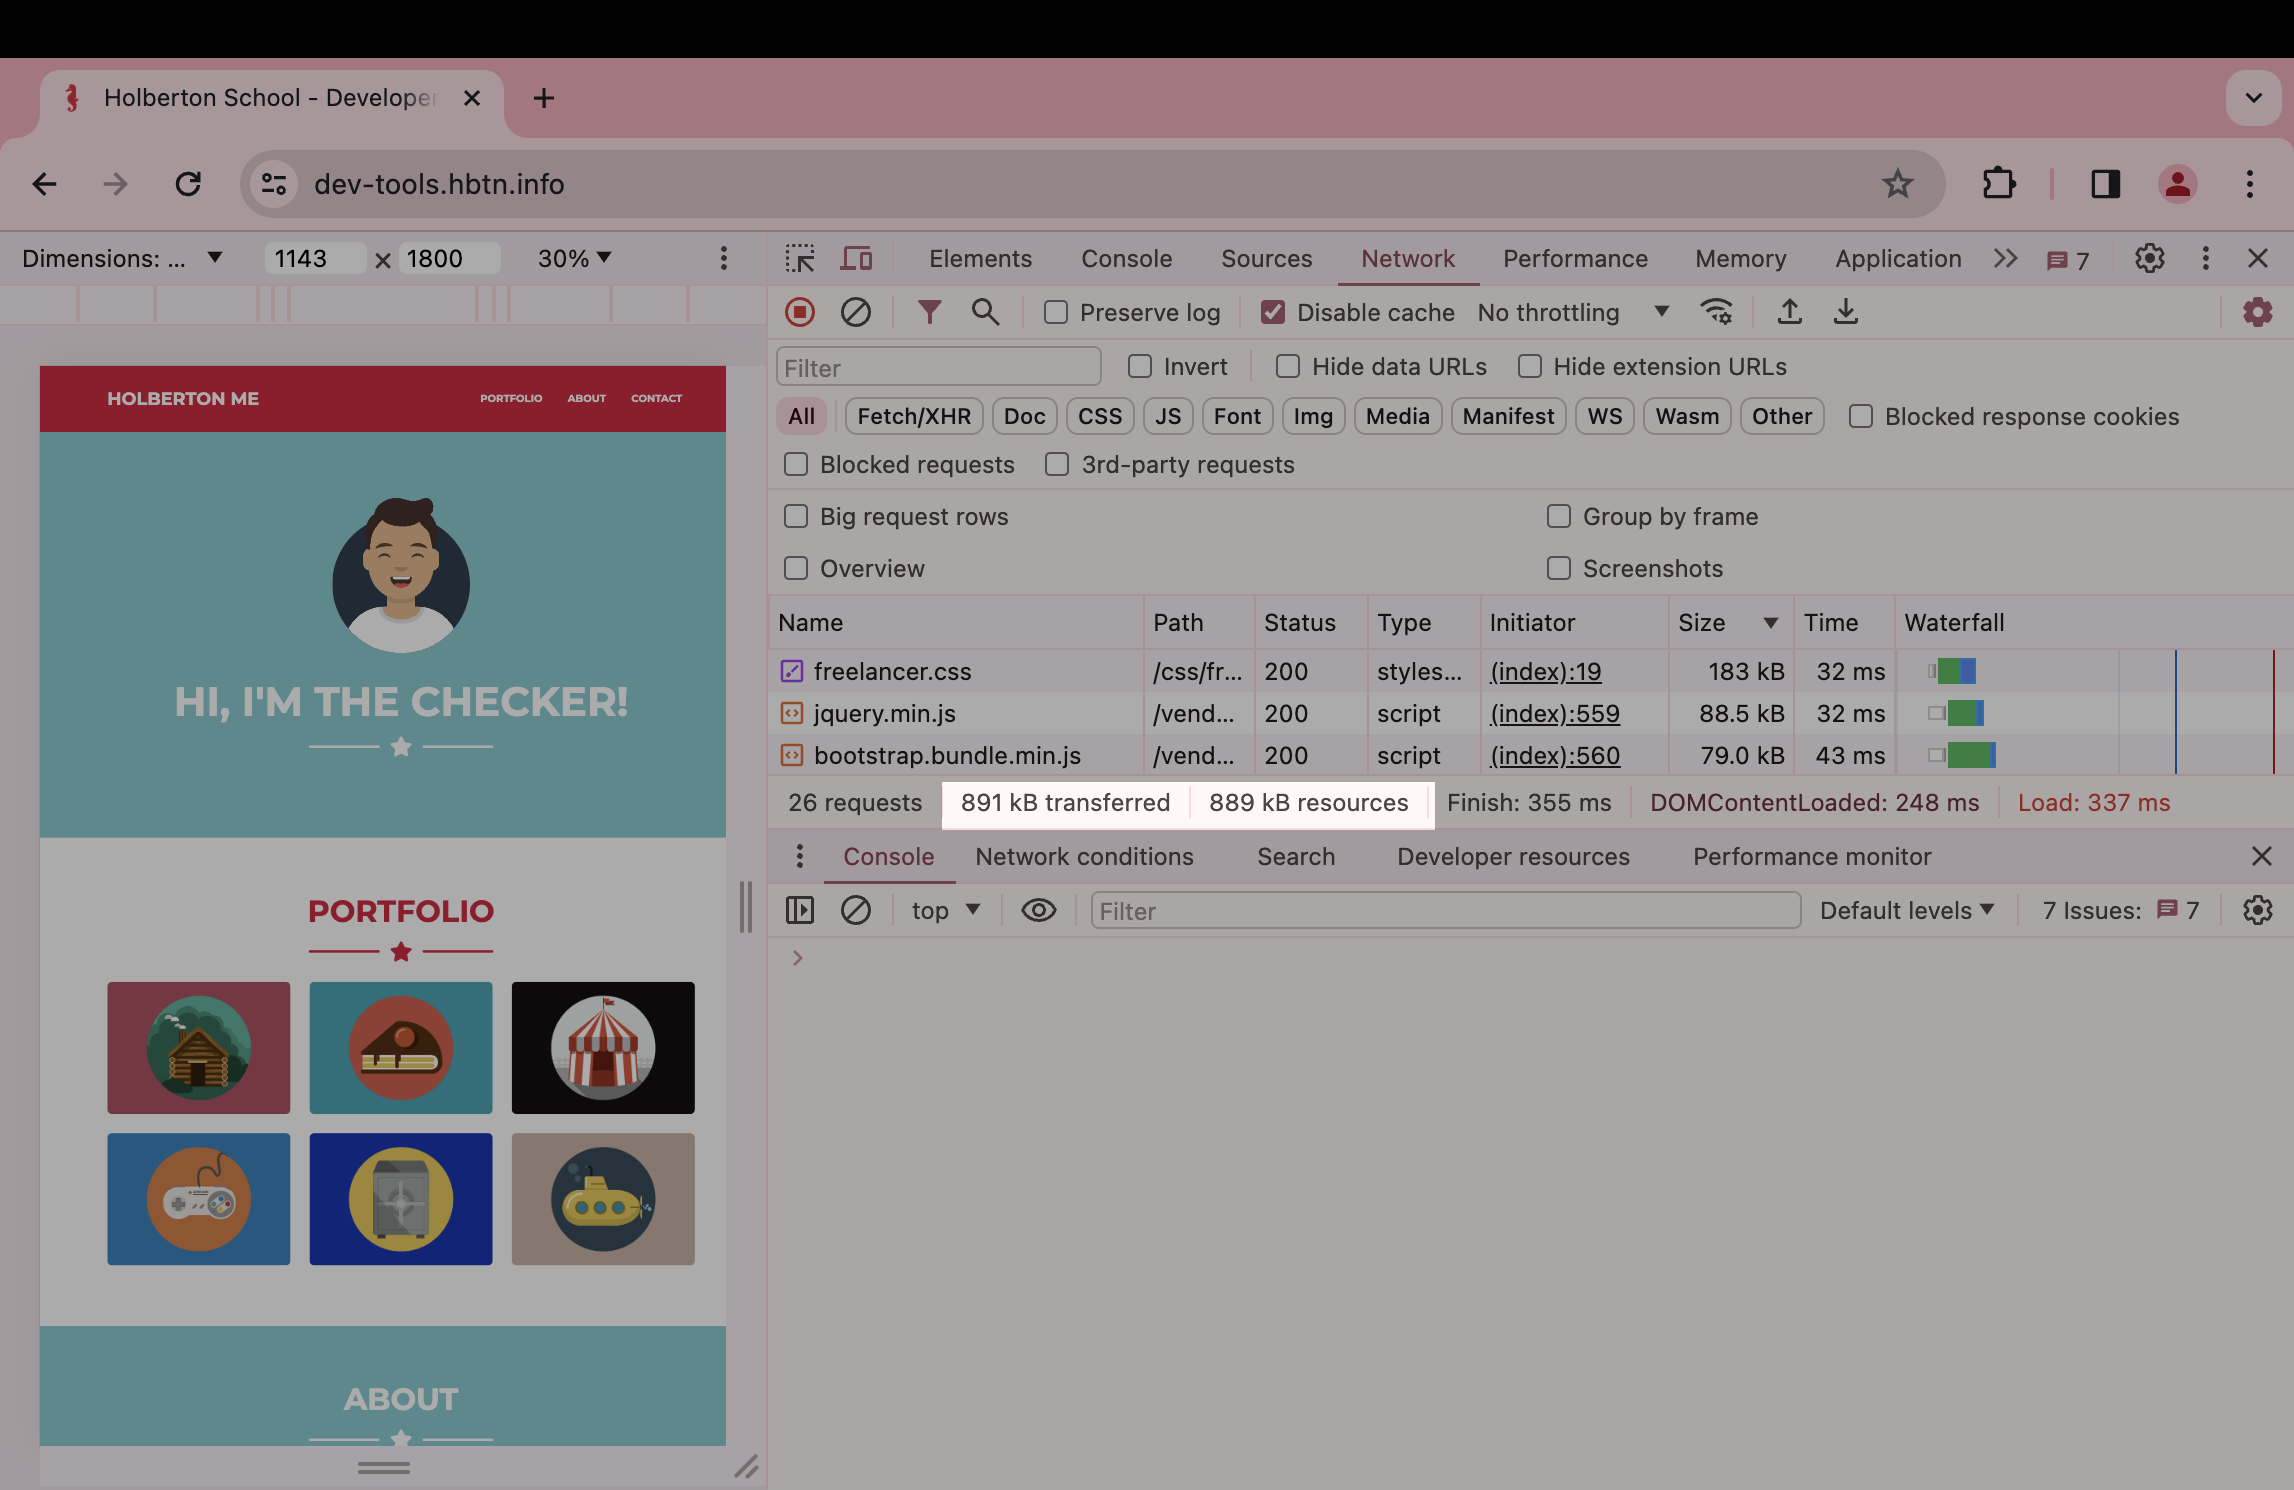 Holberton School - Developer
dev-tools.hbtn.info
Dimensions: ... 1143 × 1800 30%
HOLBERTON ME PORTFOLIO ABOUT CONTACT
HI, I'M THE CHECKER!
PORTFOLIO
ABOUT
Elements Console Sources Network Performance Memory Application 7
Preserve log Disable cache No throttling
Filter Invert Hide data URLs Hide extension URLs
All Fetch/XHR Doc CSS JS Font Img Media Manifest WS Wasm Other Blocked response cookies
Blocked requests 3rd-party requests
Big request rows Group by frame
Overview Screenshots
Name Path Status Type Initiator Size Time Waterfall
freelancer.css /css/fr... 200 styles... (index):19 183 kB 32 ms
jquery.min.js /vend... 200 script (index):559 88.5 kB 32 ms
bootstrap.bundle.min.js /vend... 200 script (index):560 79.0 kB 43 ms
26 requests 891 kB transferred 889 kB resources Finish: 355 ms DOMContentLoaded: 248 ms Load: 337 ms
Console Network conditions Search Developer resources Performance monitor
top Filter Default levels 7 Issues: 7